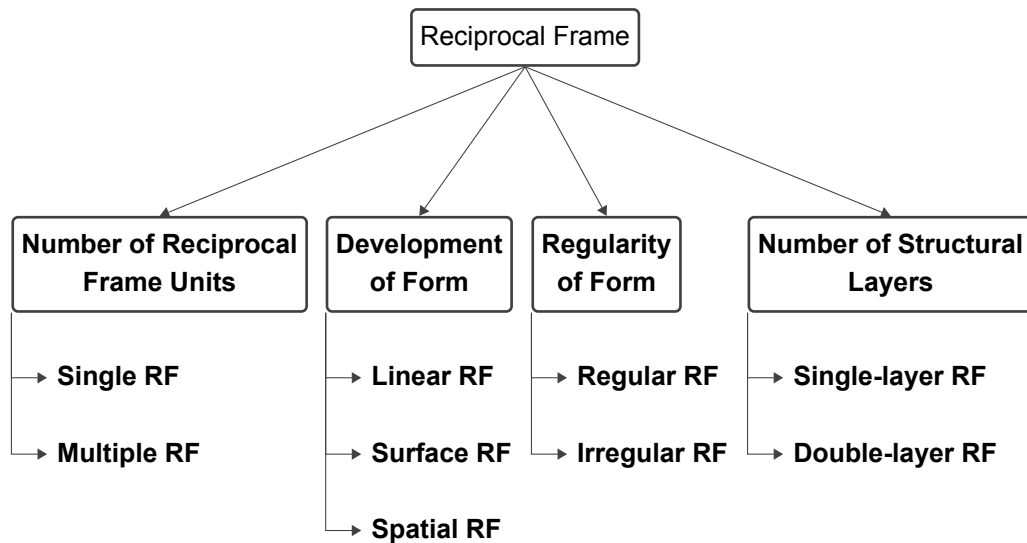 Reciprocal Frame
Number of Reciprocal
Frame Units
Single RF
Multiple RF
Development
of Form
Linear RF
Surface RF
Spatial RF
Regularity
of Form
Regular RF
Irregular RF
Number of Structural
Layers
Single-layer RF
Double-layer RF